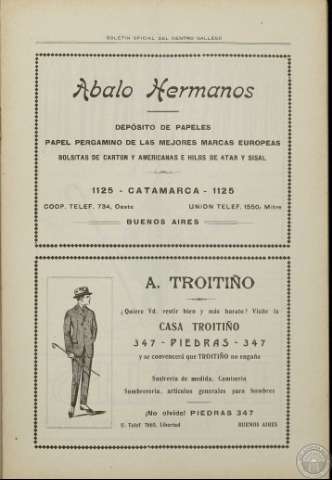 BOLETIN OFICIAL DEL CENTRO GALLEGO
Abalo Hermanos
DEPÓSITO DE PAPELES
PAPEL PERGAMINO DE LAS MEJORES MARCAS EUROPEAS
BOLSITAS DE CARTON Y AMERICANAS E HILOS DE ATAR Y SISAL
1125 - CATAMARCA - 1125
COOP. TELEF. 734, Oeste
UNION TELEF. 1550, Mitre
BUENOS AIRES
A. TROITIÑO
¿Quiere Vd. vestir bien y más barato? Visite la
CASA TROITIÑO
347 - PIEDRAS - 347
y se convencerá que TROITIÑO no engaña
Sastrería de medida, Camisería
Sombrerería, artículos generales para hombres
¡No olvide! PIEDRAS 347
U. Telef. 7869, Libertad
BUENOS AIRES